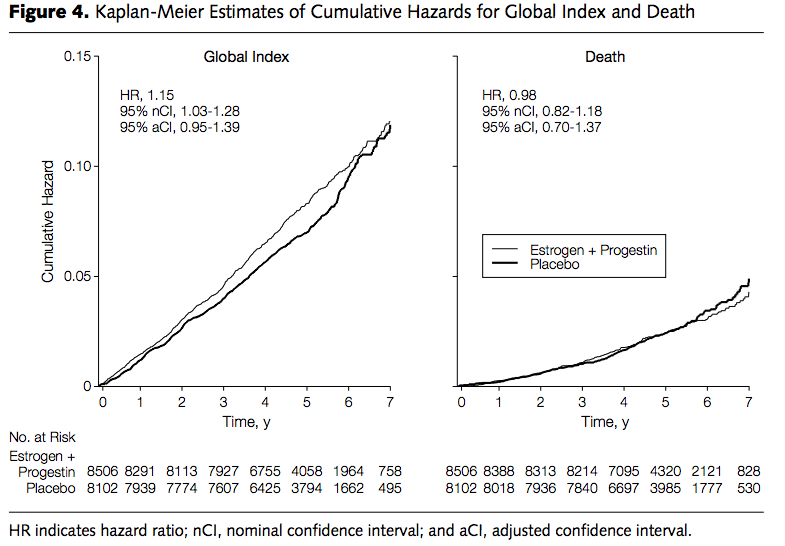 Figure 4. Kaplan-Meier Estimates of Cumulative Hazards for Global Index and Death
Global Index
HR, 1.15
95% nCI, 1.03-1.28
95% aCI, 0.95-1.39
0.15
0.10
0.05
0
Cumulative Hazard
0 1 2 3 4 5 6 7
Time, y
Death
HR, 0.98
95% nCI, 0.82-1.18
95% aCI, 0.70-1.37
Estrogen + Progestin
Placebo
0 1 2 3 4 5 6 7
Time, y
No. at Risk
Estrogen +
Progestin 8506 8291 8113 7927 6755 4058 1964 758 8506 8388 8313 8214 7095 4320 2121 828
Placebo 8102 7939 7774 7607 6425 3794 1662 495 8102 8018 7936 7840 6697 3985 1777 530
HR indicates hazard ratio; nCI, nominal confidence interval; and aCI, adjusted confidence interval.